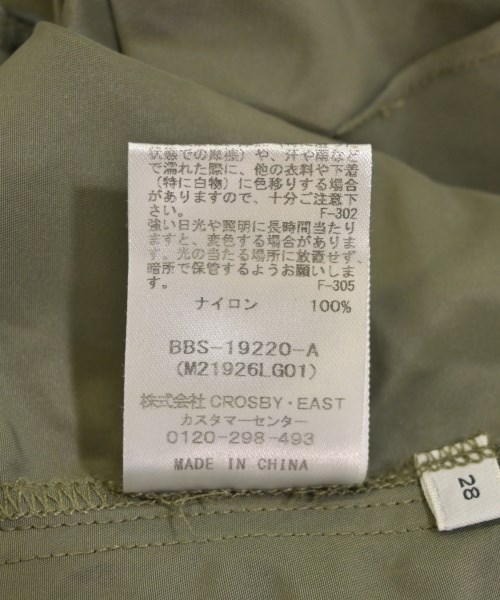 状態での摩擦）や、汗や雨など
で濡れた際に、他の衣料や下着
（特に白物）に色移りする場合
がありますので、十分ご注意下
さい。 F-302
強い日光や照明に長時間当たり
ますと、変色する場合がありま
す。光の当たる場所に放置せず、
暗所で保管するようお願いしま
す。 F-305
ナイロン 100%
BBS-19220-A
(M21926LG01)
株式会社 CROSBY・EAST
カスタマーセンター
0120-298-493
MADE IN CHINA
28